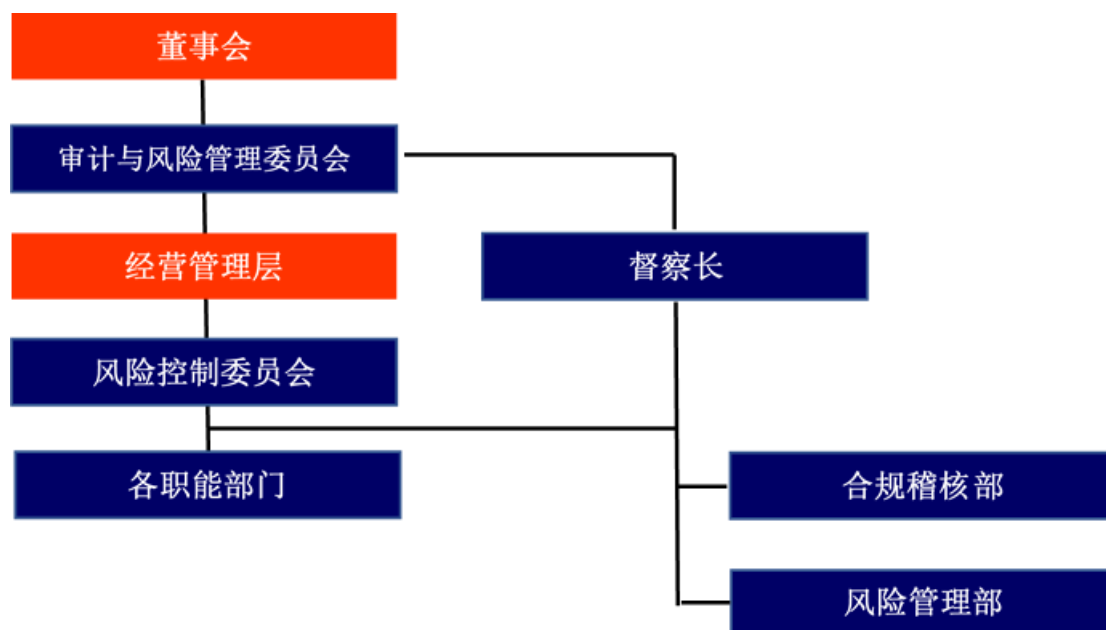 董事会
审计与风险管理委员会
经营管理层
督察长
风险控制委员会
各职能部门
合规稽核部
风险管理部